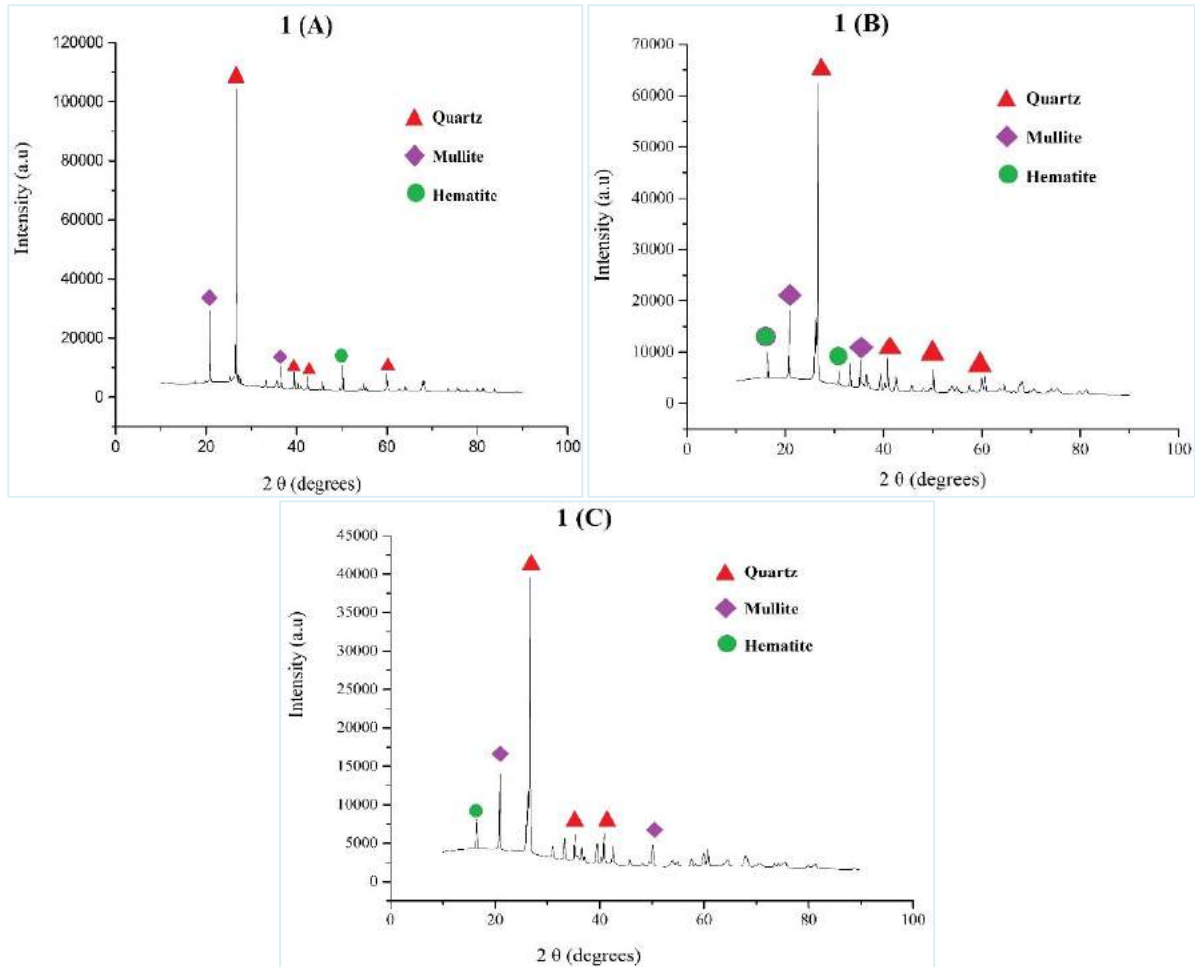 1 (A)
120000
100000
80000
60000
40000
20000
0
Intensity (a.u)
Quartz
Mullite
Hematite
0 20 40 60 80 100
2 θ (degrees)
1 (B)
70000
60000
50000
40000
30000
20000
10000
0
Intensity (a.u)
Quartz
Mullite
Hematite
0 20 40 60 80 100
2 θ (degrees)
1 (C)
45000
40000
35000
30000
25000
20000
15000
10000
5000
0
Intensity (a.u)
Quartz
Mullite
Hematite
0 20 40 60 80 100
2 θ (degrees)